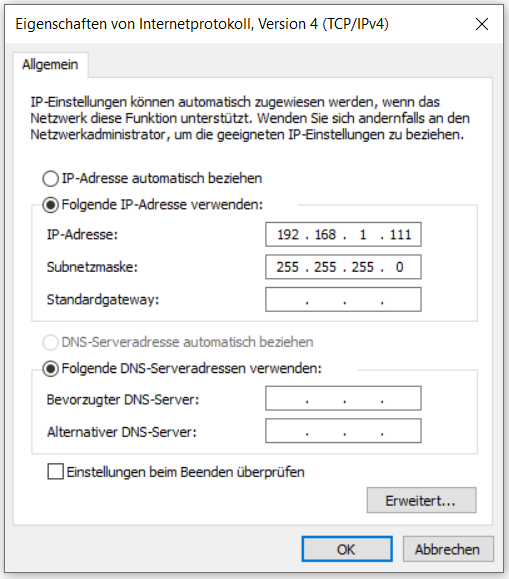 Eigenschaften von Internetprotokoll, Version 4 (TCP/IPv4)
Allgemein
IP-Einstellungen können automatisch zugewiesen werden, wenn das
Netzwerk diese Funktion unterstützt. Wenden Sie sich andernfalls an den
Netzwerkadministrator, um die geeigneten IP-Einstellungen zu beziehen.
IP-Adresse automatisch beziehen
Folgende IP-Adresse verwenden:
IP-Adresse: 192 . 168 . 1 . 111
Subnetzmaske: 255 . 255 . 255 . 0
Standardgateway: . . .
DNS-Serveradresse automatisch beziehen
Folgende DNS-Serveradressen verwenden:
Bevorzugter DNS-Server: . . .
Alternativer DNS-Server: . . .
Einstellungen beim Beenden überprüfen
Erweitert...
OK Abbrechen